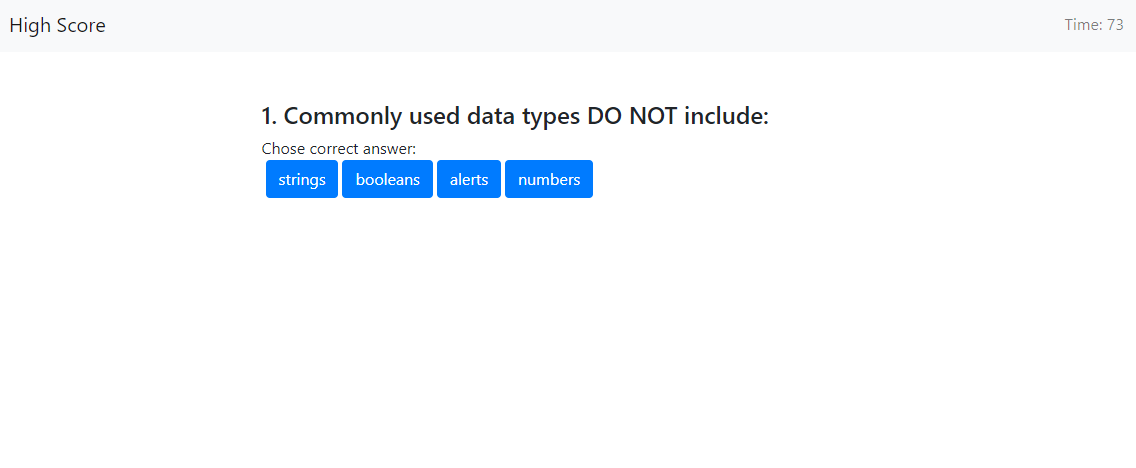 High Score
Time: 73
1. Commonly used data types DO NOT include:
Chose correct answer:
strings booleans alerts numbers